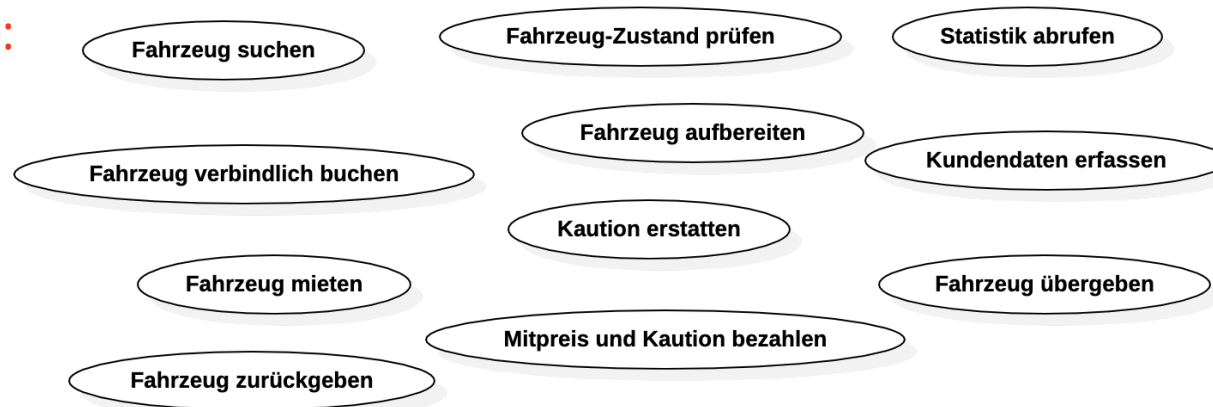 Fahrzeug suchen
Fahrzeug-Zustand prüfen
Statistik abrufen
Fahrzeug aufbereiten
Kundendaten erfassen
Fahrzeug verbindlich buchen
Kaution erstatten
Fahrzeug mieten
Fahrzeug übergeben
Mitpreis und Kaution bezahlen
Fahrzeug zurückgeben